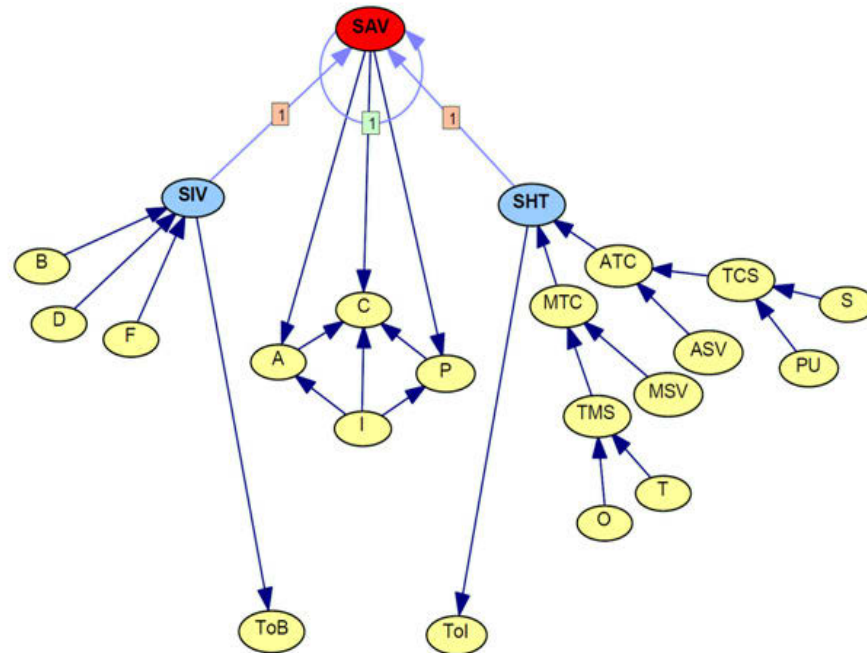 SAV
1
1
1
SIV
SHT
B
ATC
TCS
D
MTC
S
F
C
ASV
PU
A
P
MSV
I
TMS
T
O
ToB
ToI